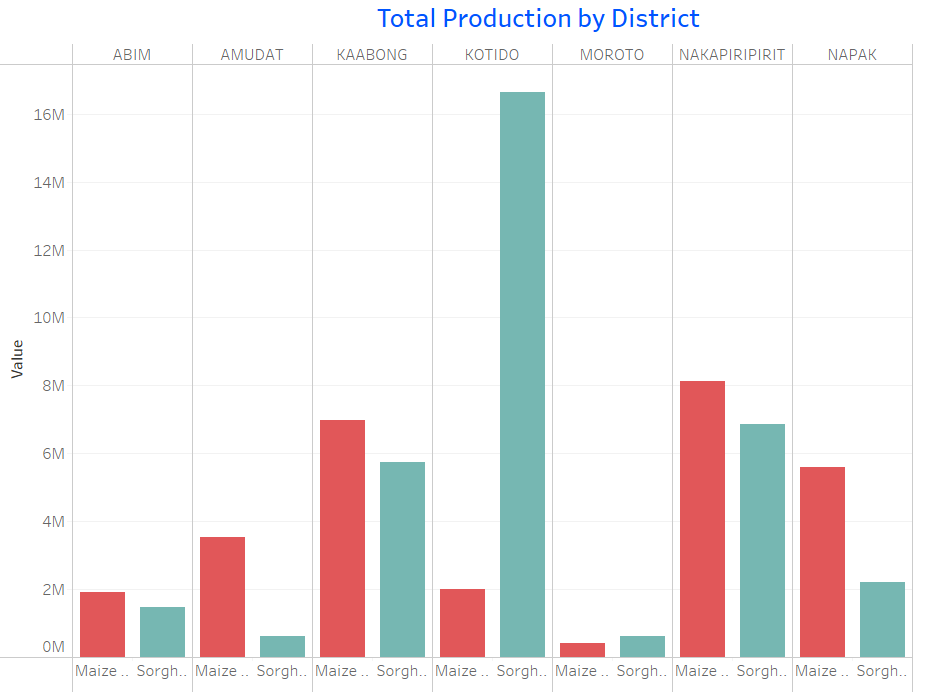 Total Production by District
ABIM AMUDAT KAABONG KOTIDO MOROTO NAKAPIRIPIRIT NAPAK
16M
14M
12M
10M
8M
6M
4M
2M
0M
Value
Maize .. Sorgh.. Maize .. Sorgh.. Maize .. Sorgh.. Maize .. Sorgh.. Maize .. Sorgh.. Maize .. Sorgh.. Maize .. Sorgh..